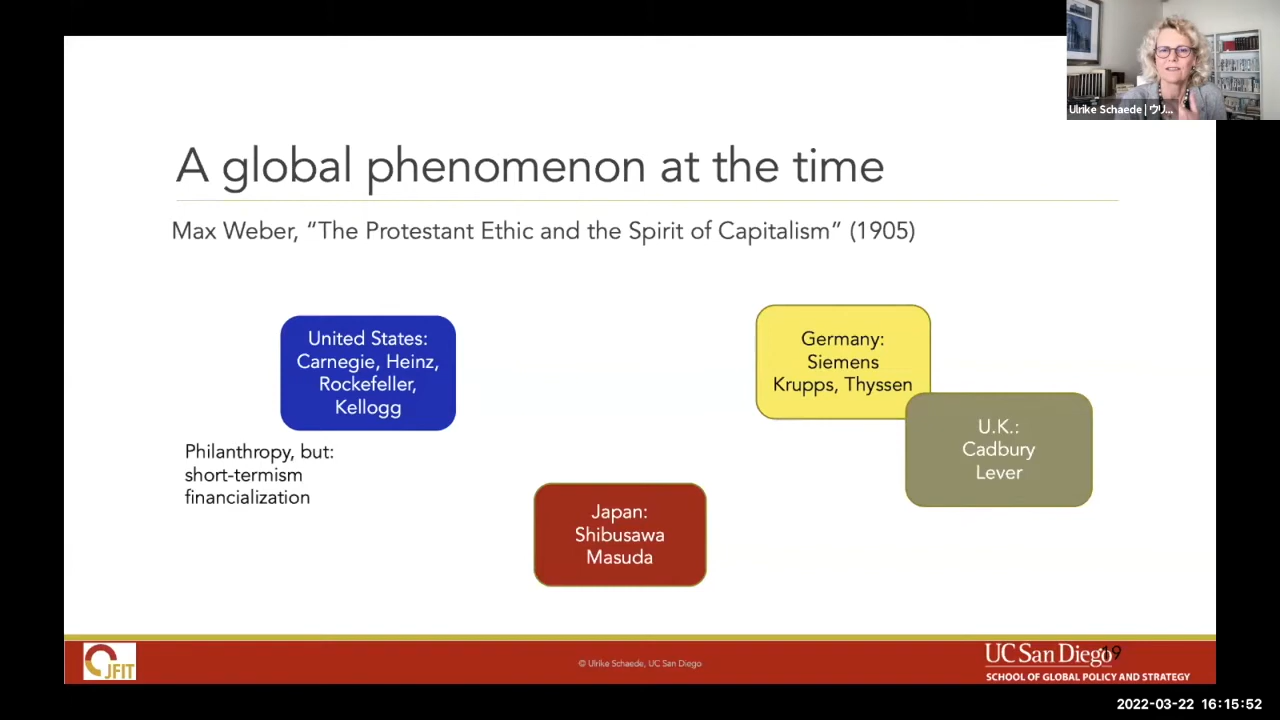 Ulrike Schaede | ウリ...
A global phenomenon at the time
Max Weber, “The Protestant Ethic and the Spirit of Capitalism” (1905)
United States:
Carnegie, Heinz,
Rockefeller,
Kellogg
Philanthropy, but:
short-termism
financialization
Germany:
Siemens
Krupps, Thyssen
U.K.:
Cadbury
Lever
Japan:
Shibusawa
Masuda
JFIT
© Ulrike Schaede, UC San Diego
UC San Diego
19
SCHOOL OF GLOBAL POLICY AND STRATEGY
2022-03-22 16:15:52